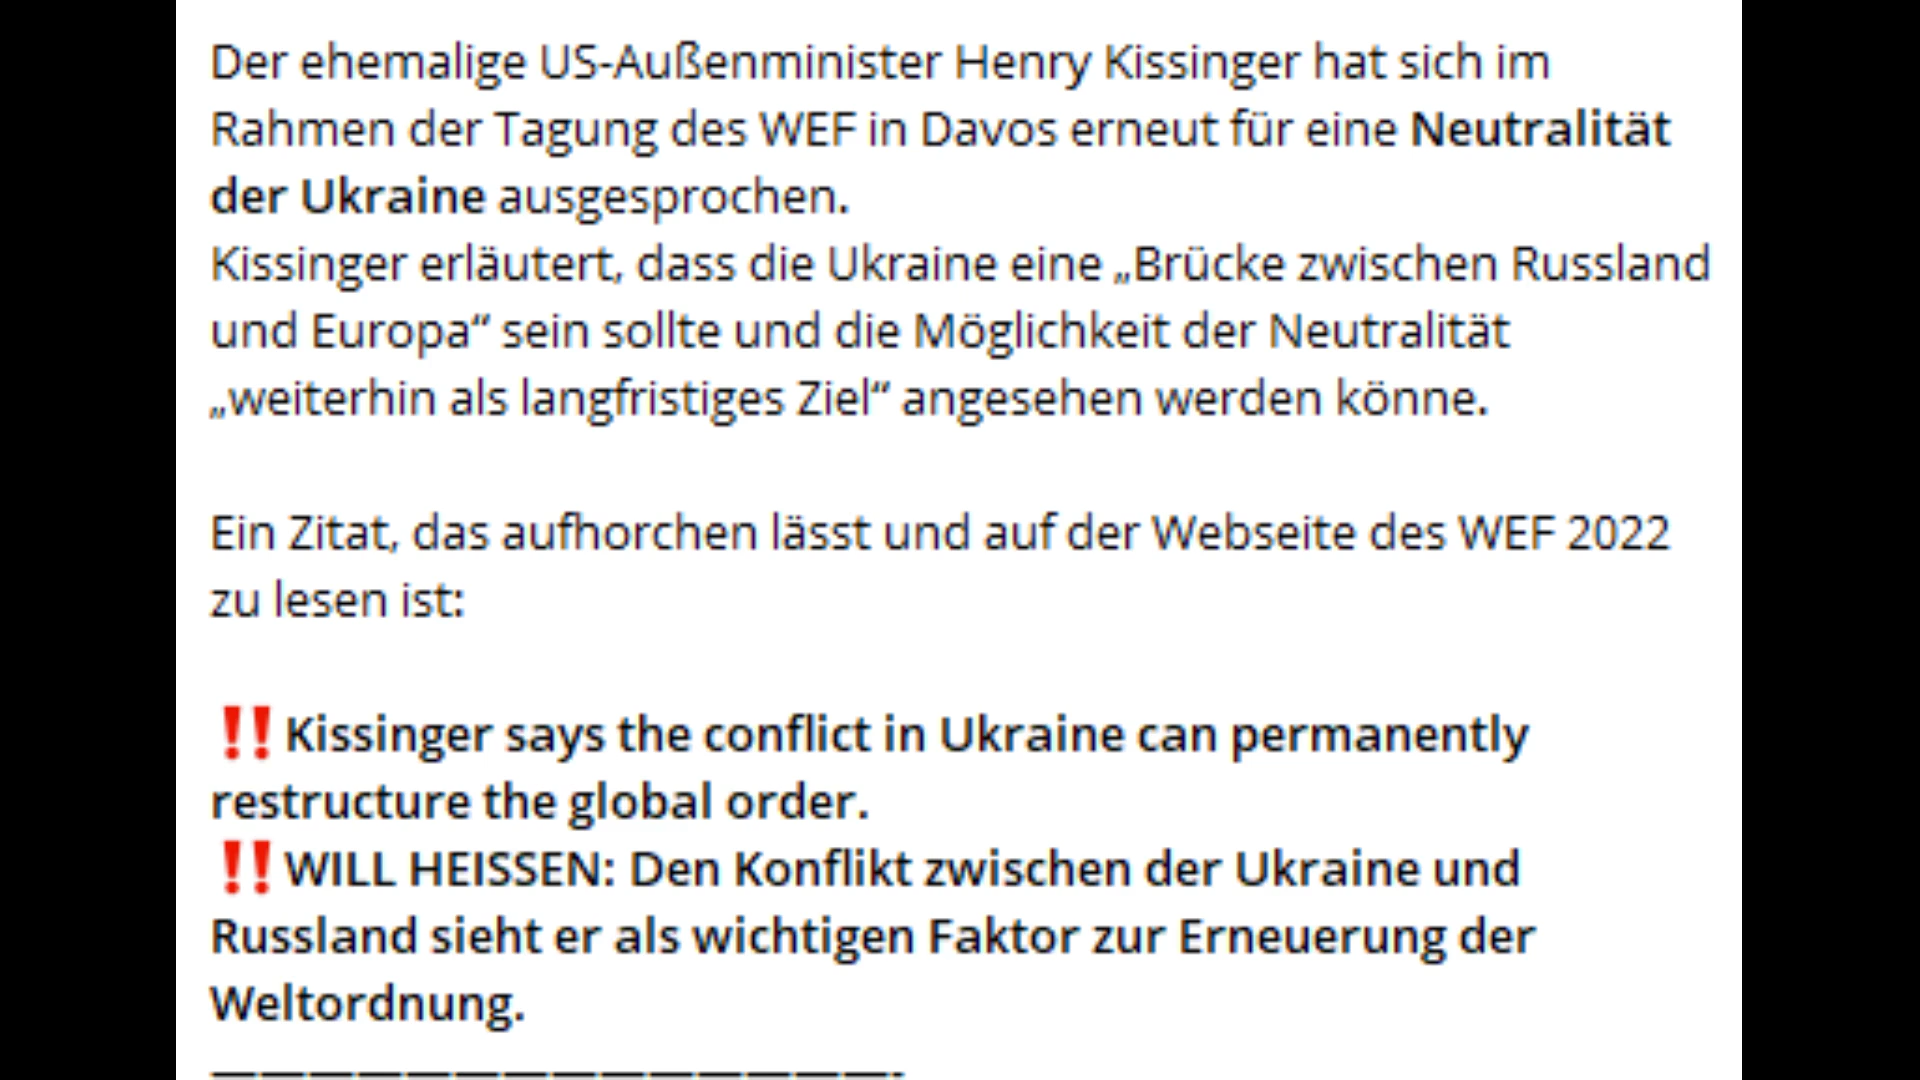 Der ehemalige US-Außenminister Henry Kissinger hat sich im
Rahmen der Tagung des WEF in Davos erneut für eine Neutralität
der Ukraine ausgesprochen.
Kissinger erläutert, dass die Ukraine eine „Brücke zwischen Russland
und Europa“ sein sollte und die Möglichkeit der Neutralität
„weiterhin als langfristiges Ziel“ angesehen werden könne.
Ein Zitat, das aufhorchen lässt und auf der Webseite des WEF 2022
zu lesen ist:
‼️Kissinger says the conflict in Ukraine can permanently
restructure the global order.
‼️WILL HEISSEN: Den Konflikt zwischen der Ukraine und
Russland sieht er als wichtigen Faktor zur Erneuerung der
Weltordnung.